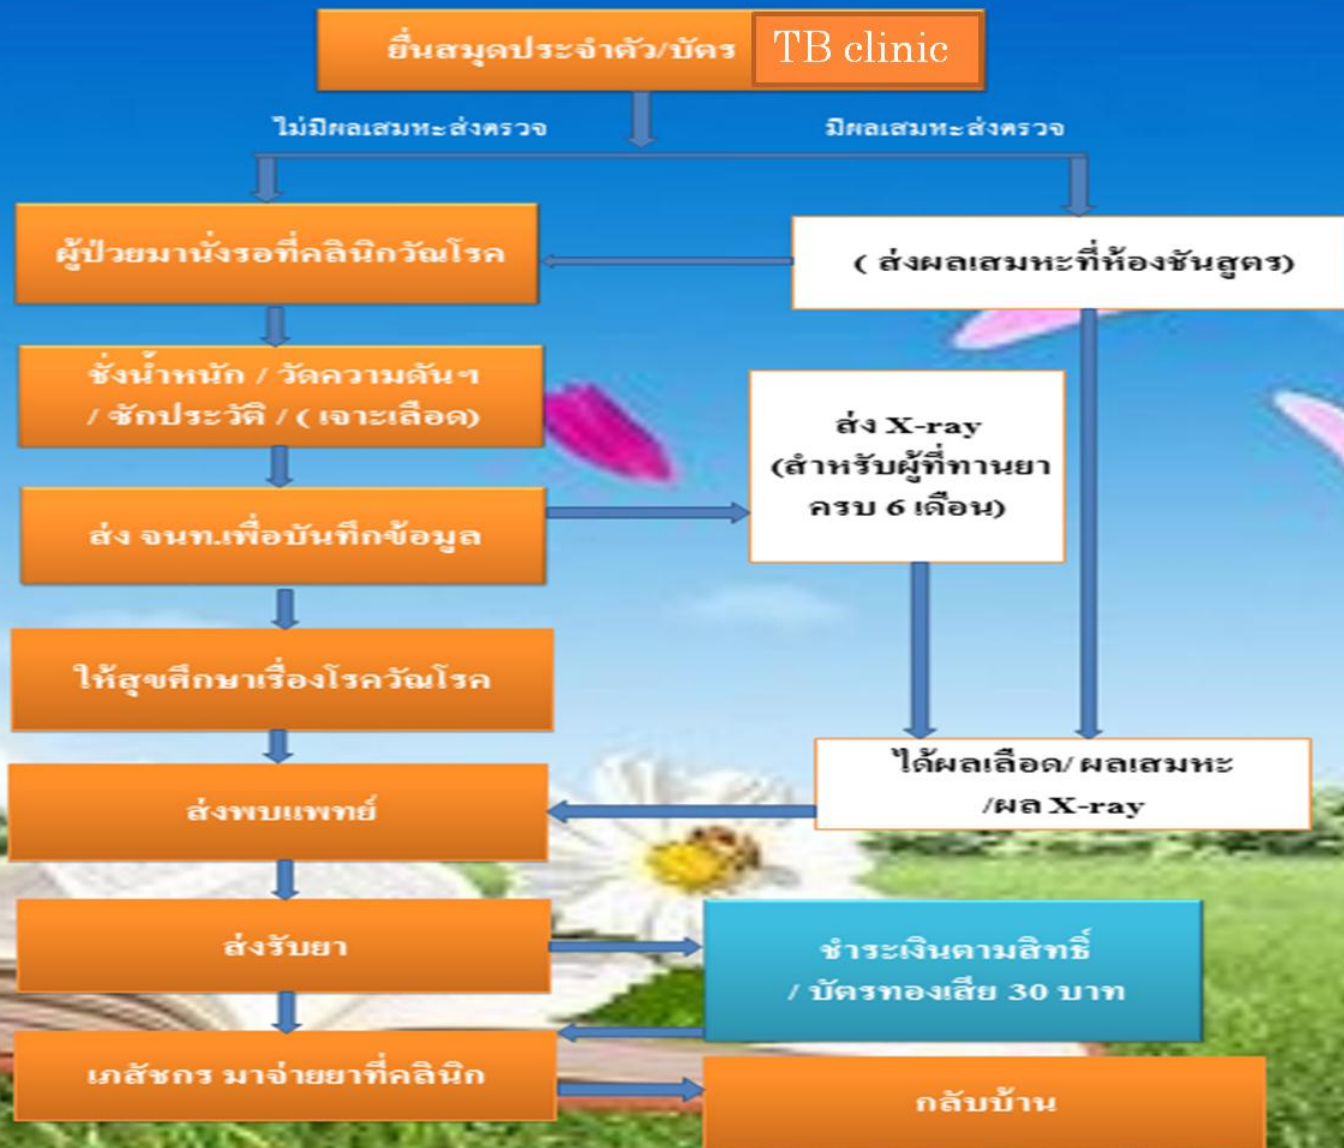 ยื่นสมุดประจำตัว/บัตร TB clinic
ไม่มีผลเสมหะส่งตรวจ
มีผลเสมหะส่งตรวจ
ผู้ป่วยมานั่งรอที่คลินิกวัณโรค
( ส่งผลเสมหะที่ห้องชันสูตร)
ชั่งน้ำหนัก / วัดความดันฯ
/ ซักประวัติ / ( เจาะเลือด)
ส่ง X-ray
(สำหรับผู้ที่ทานยา
ครบ 6 เดือน)
ส่ง จนท.เพื่อบันทึกข้อมูล
ให้สุขศึกษาเรื่องโรควัณโรค
ได้ผลเลือด/ ผลเสมหะ
/ผล X-ray
ส่งพบแพทย์
ส่งรับยา
ชำระเงินตามสิทธิ์
/ บัตรทองเสีย 30 บาท
เภสัชกร มาจ่ายยาที่คลินิก
กลับบ้าน